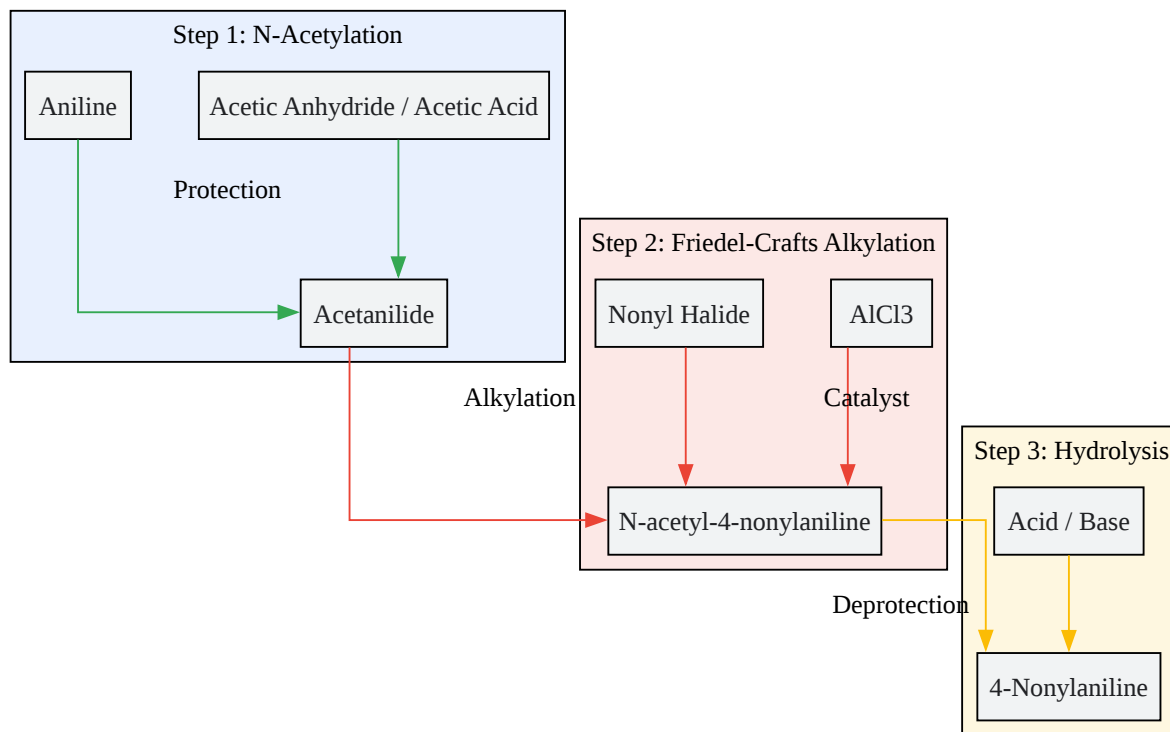 Step 1: N-Acetylation
Aniline
Acetic Anhydride / Acetic Acid
Protection
Acetanilide
Step 2: Friedel-Crafts Alkylation
Nonyl Halide
AlCl3
Alkylation
Catalyst
N-acetyl-4-nonylaniline
Step 3: Hydrolysis
Acid / Base
Deprotection
4-Nonylaniline